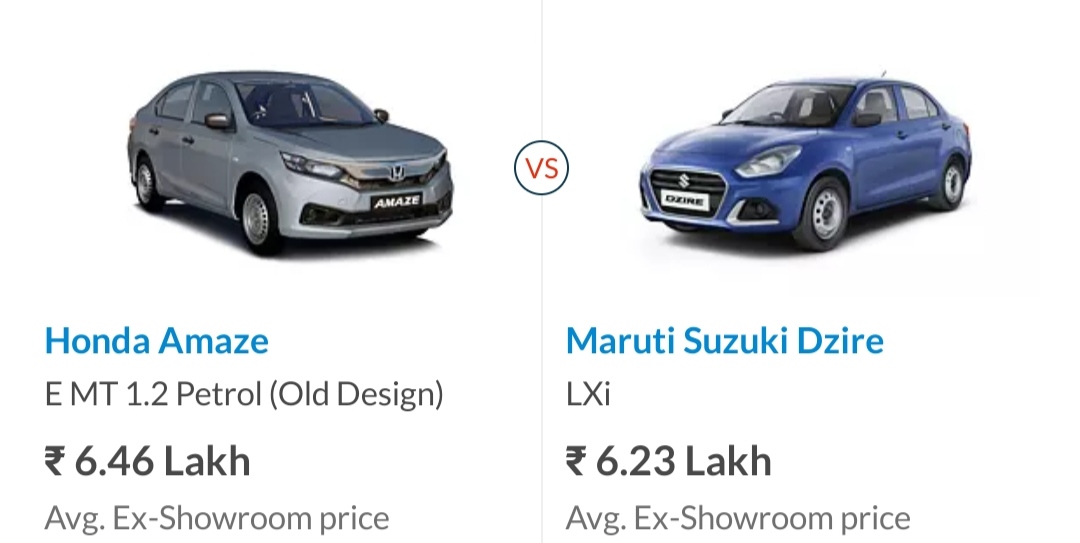 AMAZE
VS
DZIRE
Honda Amaze
E MT 1.2 Petrol (Old Design)
₹ 6.46 Lakh
Avg. Ex-Showroom price
Maruti Suzuki Dzire
LXi
₹ 6.23 Lakh
Avg. Ex-Showroom price